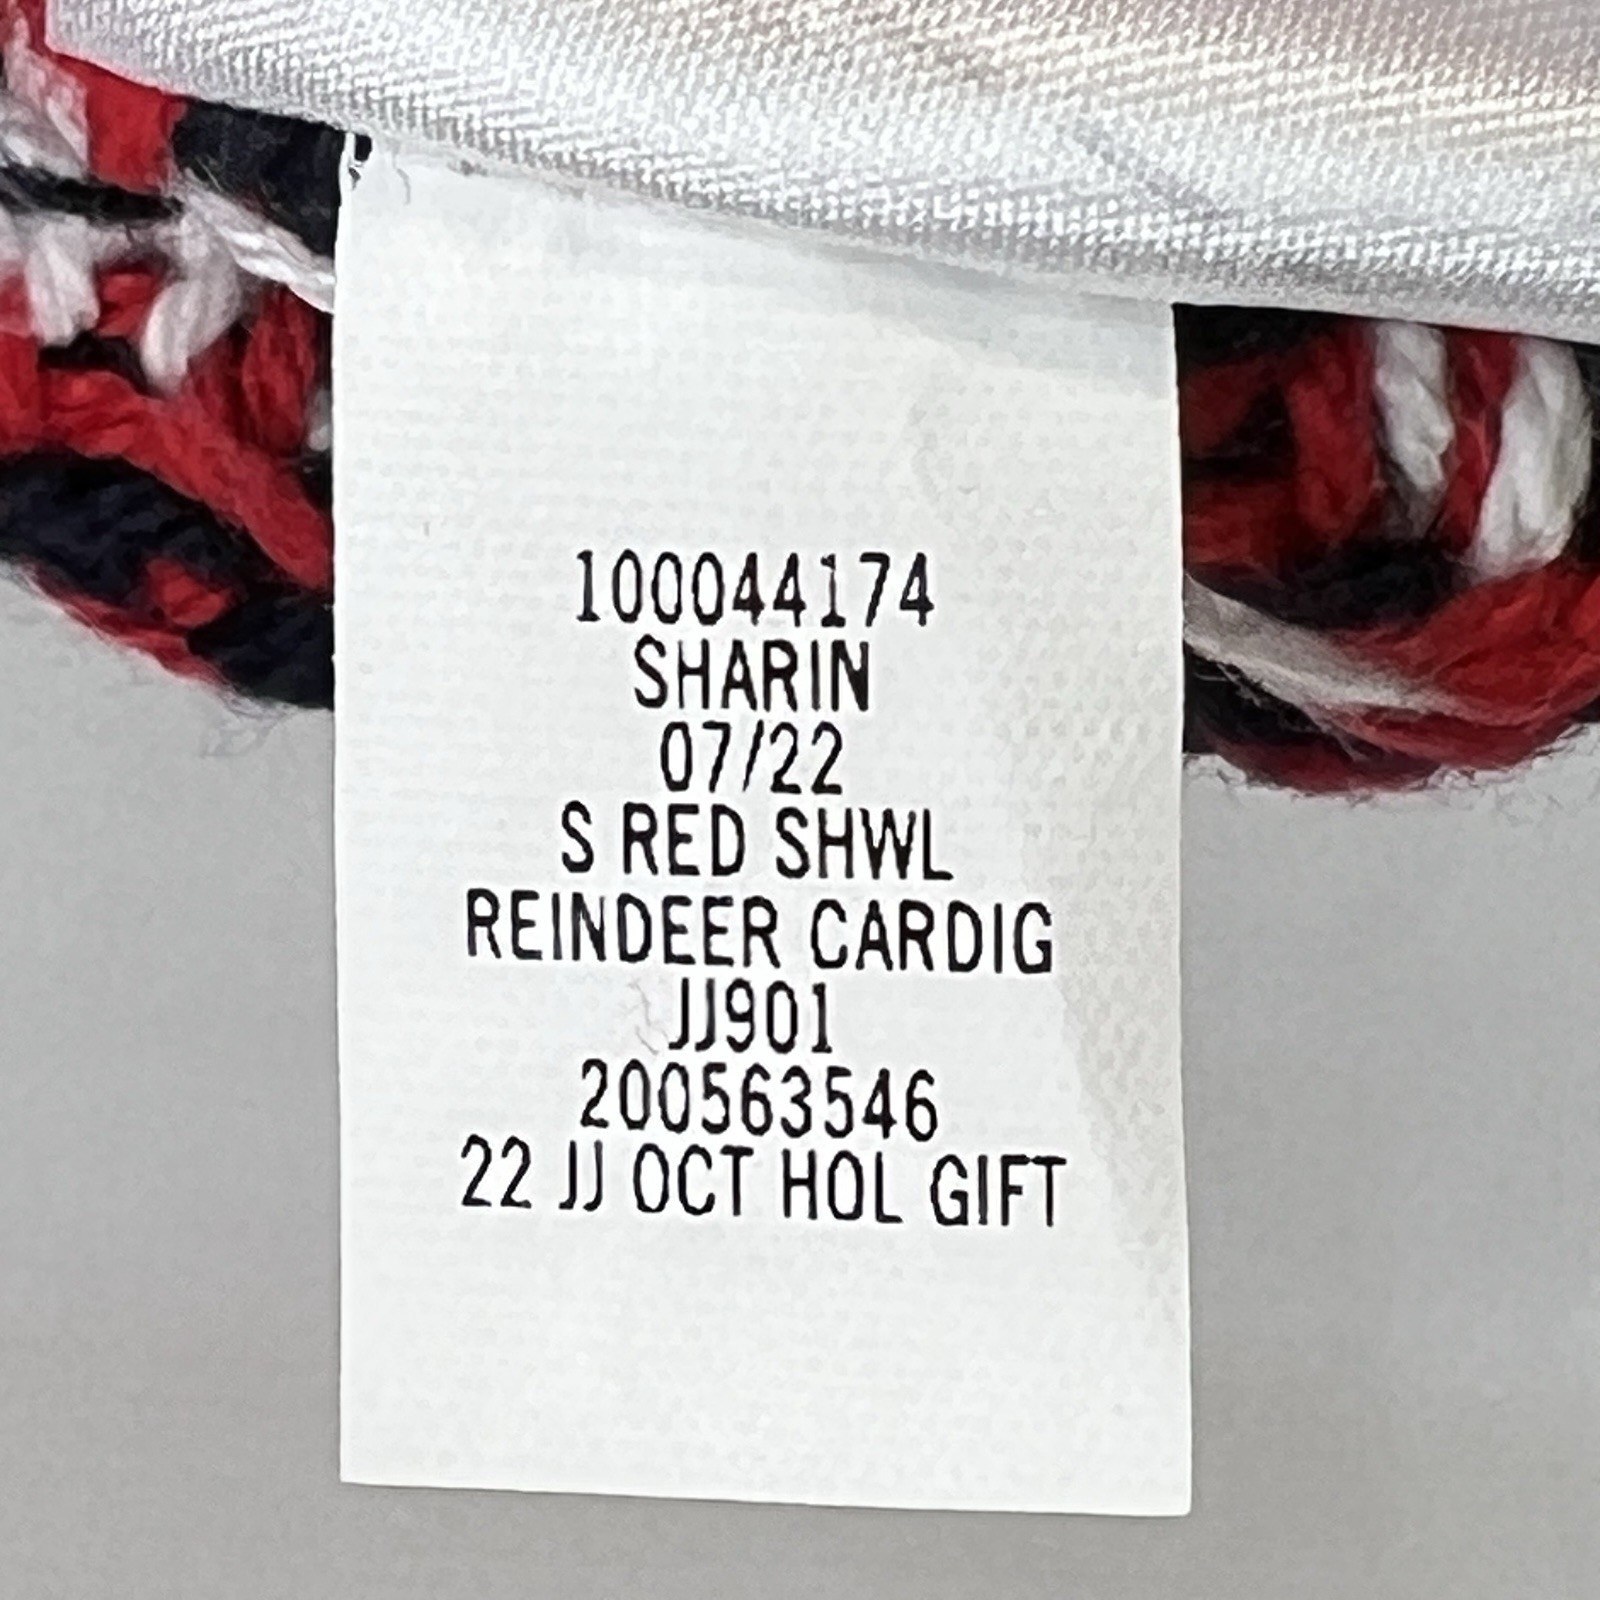 100044174
SHARIN
07/22
S RED SHWL
REINDEER CARDIG
JJ901
200563546
22 JJ OCT HOL GIFT